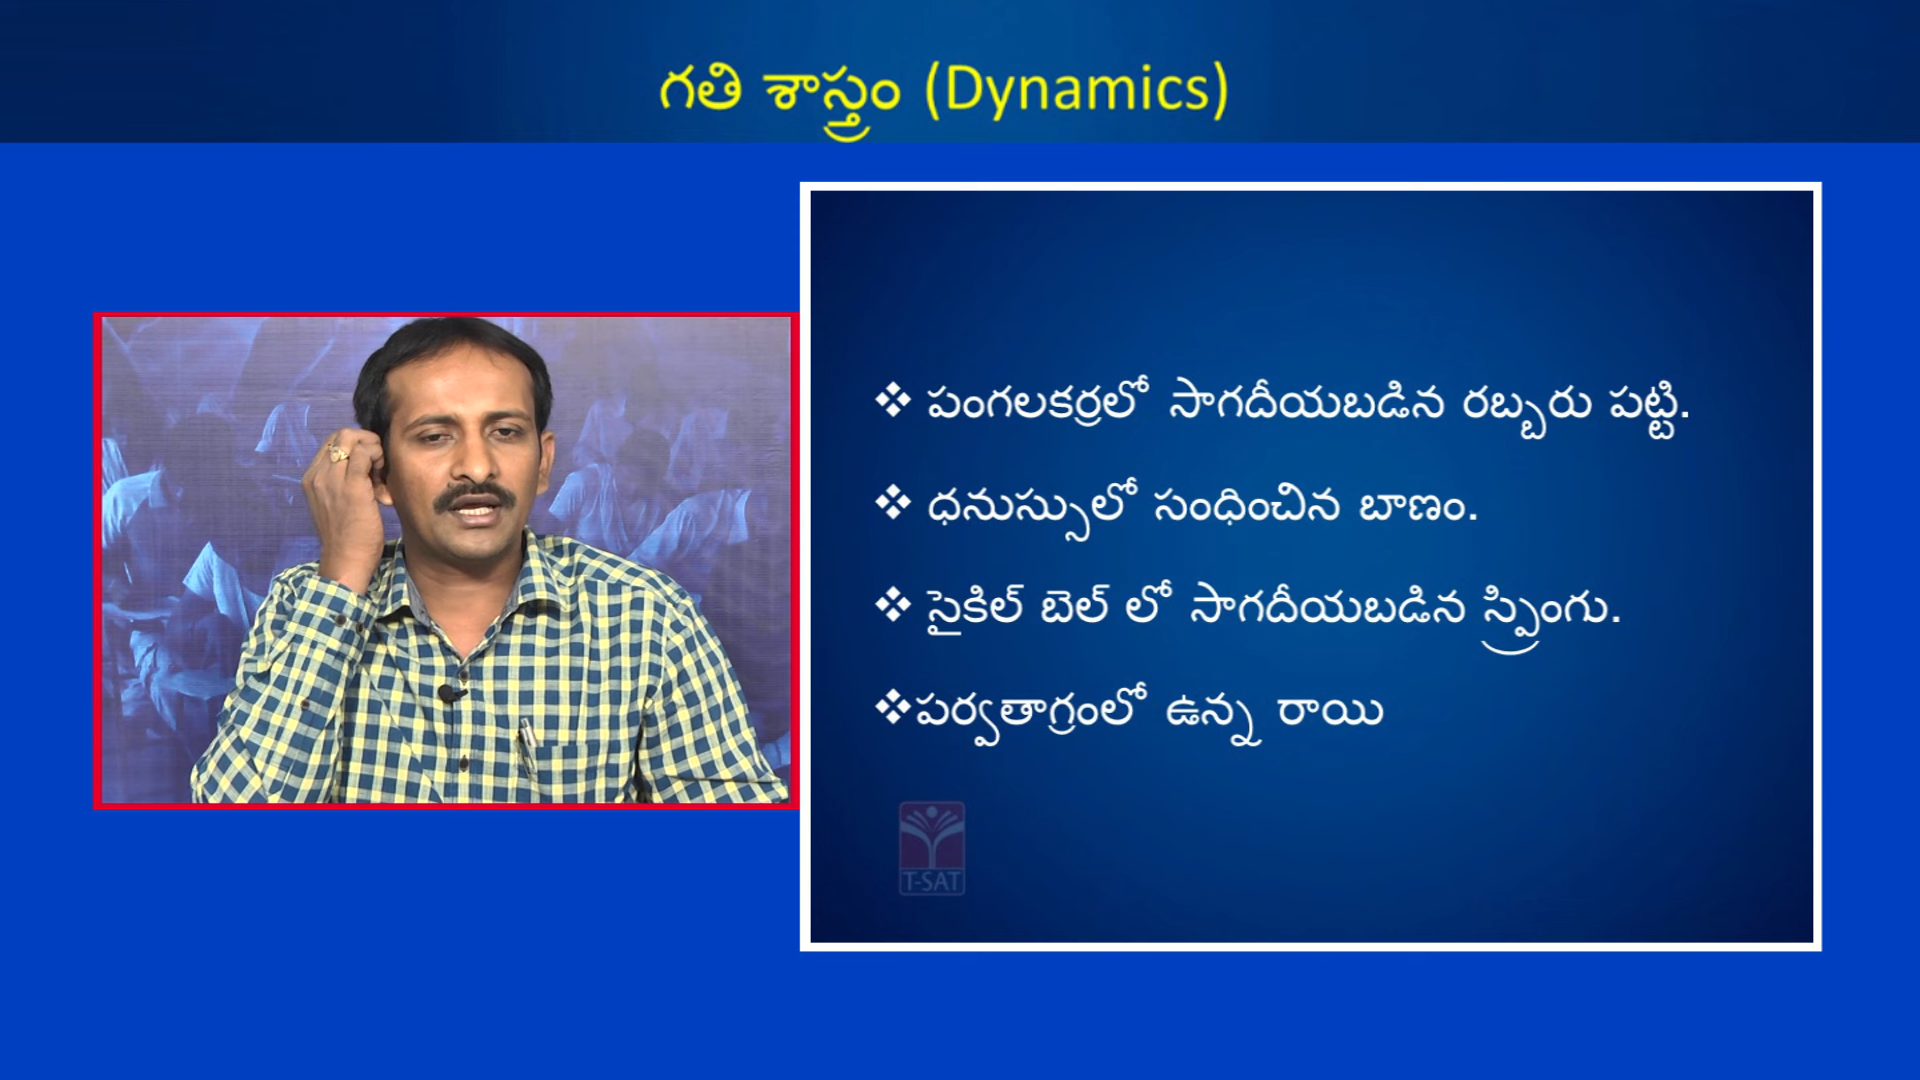 గతి శాస్త్రం (Dynamics)
❖ పంగలకర్రలో సాగదీయబడిన రబ్బరు పట్టి.
❖ ధనుస్సులో సంధించిన బాణం.
❖ సైకిల్ బెల్ లో సాగదీయబడిన స్ప్రింగు.
❖పర్వతాగ్రంలో ఉన్న రాయి
T-SAT